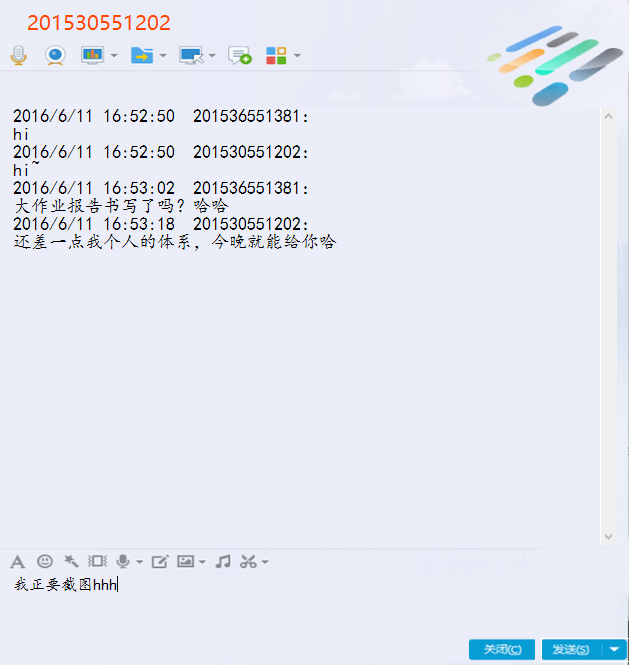 201530551202
2016/6/11 16:52:50  201536551381:
hi
2016/6/11 16:52:50  201530551202:
hi~
2016/6/11 16:53:02  201536551381:
大作业报告书写了吗？哈哈
2016/6/11 16:53:18  201530551202:
还差一点我个人的体系，今晚就能给你哈
我正要截图hhh
关闭(C) 发送(S)